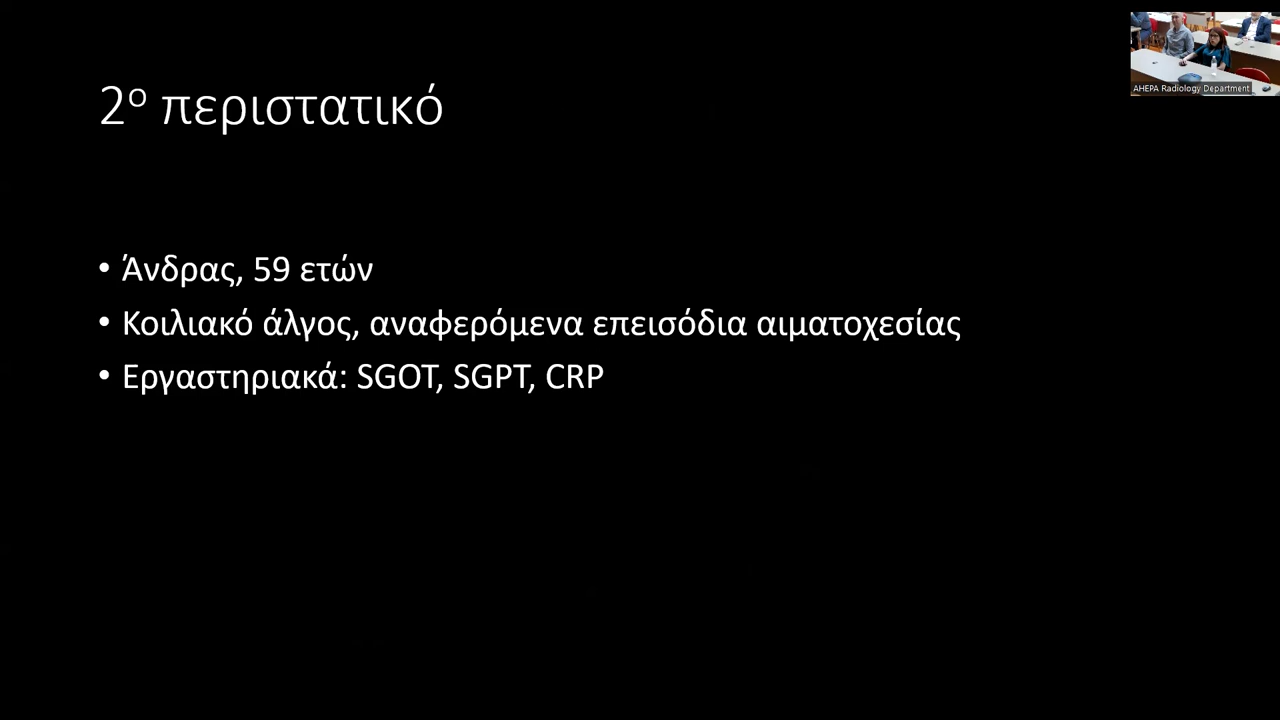 2ο περιστατικό
AHEPA Radiology Department
• Άνδρας, 59 ετών
• Κοιλιακό άλγος, αναφερόμενα επεισόδια αιματοχεσίας
• Εργαστηριακά: SGOT, SGPT, CRP